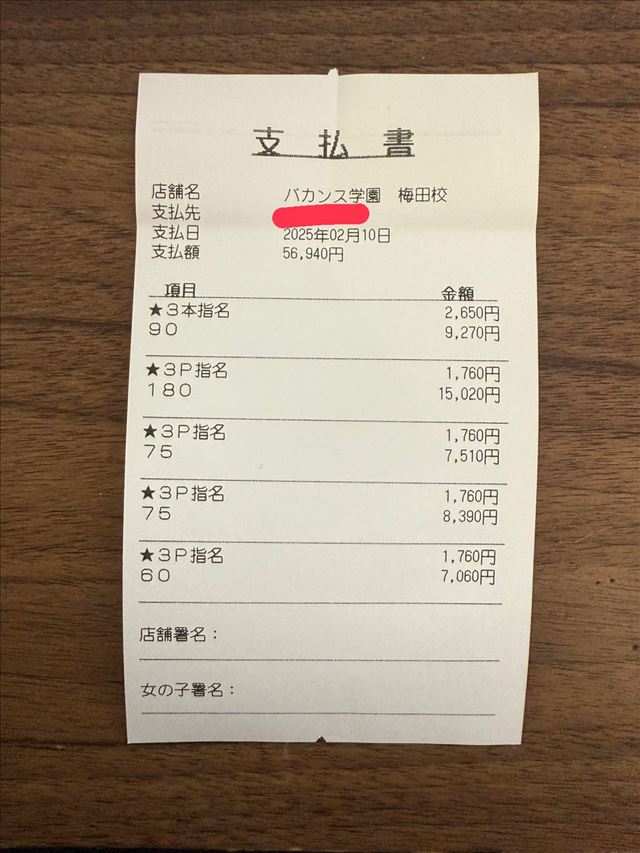 支払書
店舗名 バカンス学園 梅田校
支払先
支払日 2025年02月10日
支払額 56,940円
項目 金額
★３本指名 2,650円
９０ 9,270円
★３Ｐ指名 1,760円
１８０ 15,020円
★３Ｐ指名 1,760円
７５ 7,510円
★３Ｐ指名 1,760円
７５ 8,390円
★３Ｐ指名 1,760円
６０ 7,060円
店舗署名：
女の子署名：